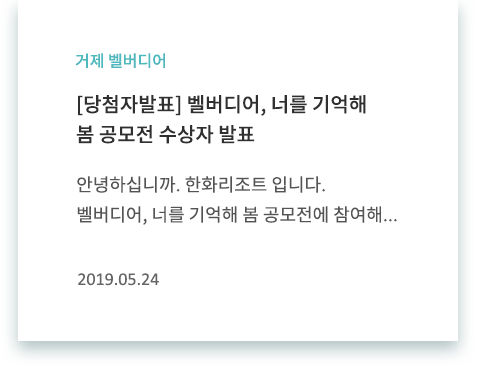 거제 벨버디어
[당첨자발표] 벨버디어, 너를 기억해
봄 공모전 수상자 발표
안녕하십니까. 한화리조트 입니다.
벨버디어, 너를 기억해 봄 공모전에 참여해...
2019.05.24